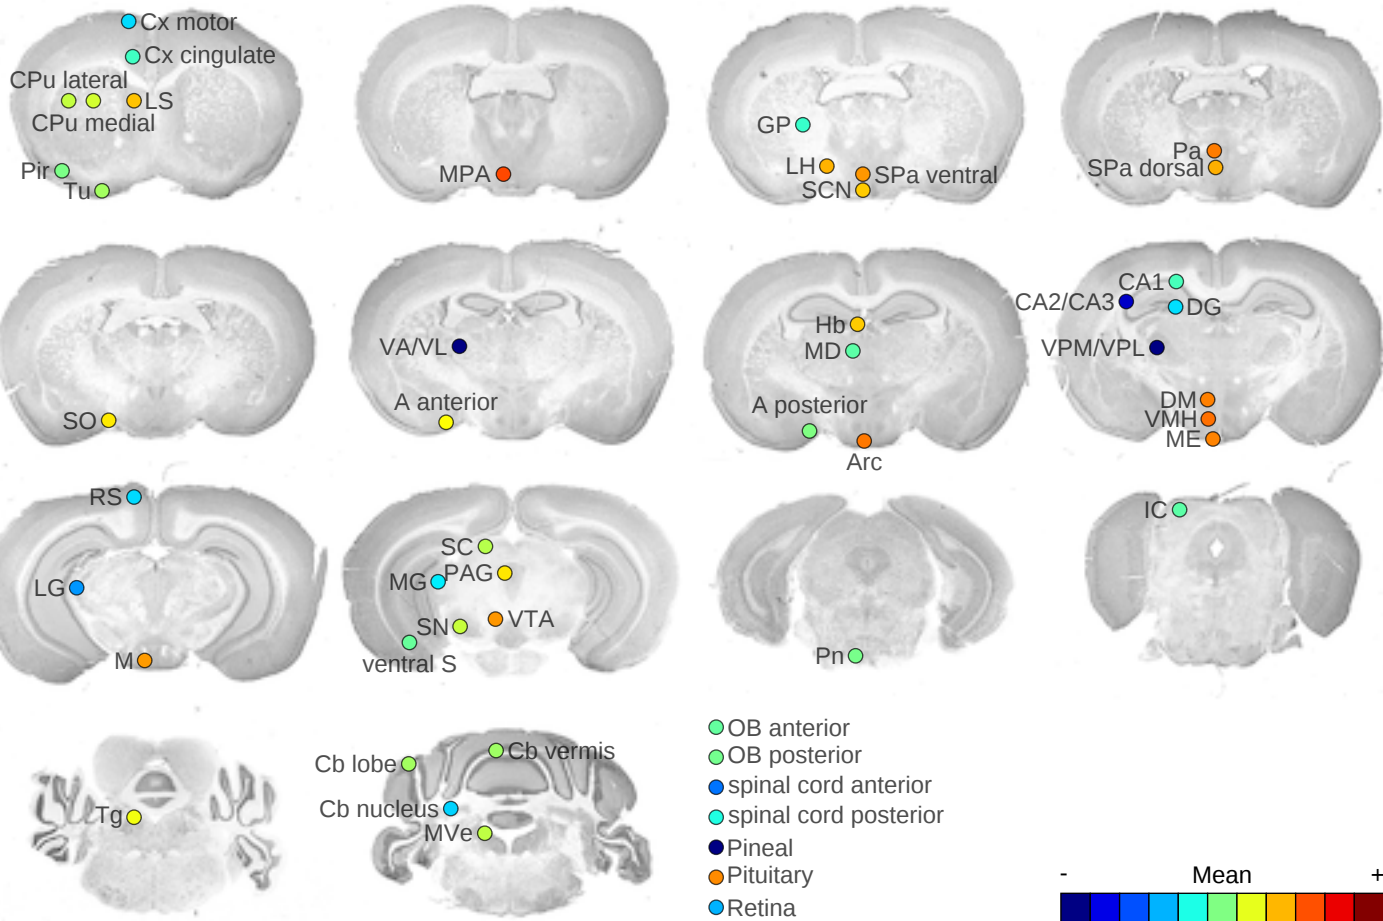 Cx motor
Cx cingulate
CPu lateral
LS
CPu medial
Pir
Tu
MPA
GP
LH
SPa ventral
SCN
Pa
SPa dorsal
SO
VA/VL
A anterior
Hb
MD
A posterior
Arc
CA1
CA2/CA3
DG
VPM/VPL
DM
VMH
ME
RS
LG
M
SC
MG
PAG
SN
VTA
ventral S
Pn
IC
Tg
Cb lobe
Cb vermis
Cb nucleus
MVe
OB anterior
OB posterior
spinal cord anterior
spinal cord posterior
Pineal
Pituitary
Retina
- Mean +